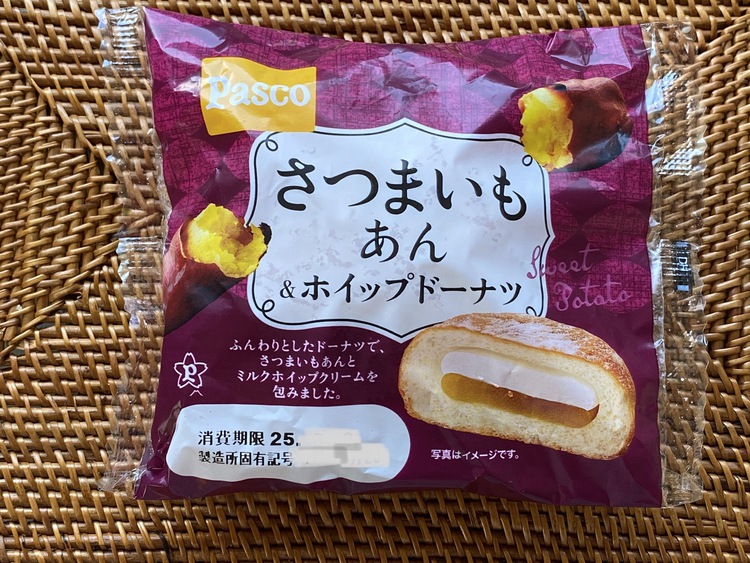 Pasco
さつまいも
あん
&ホイップドーナツ
Sweet
Potato
ふんわりとしたドーナツで、
さつまいもあんと
ミルクホイップクリームを
包みました。
消費期限 25.
製造所固有記号
写真はイメージです。